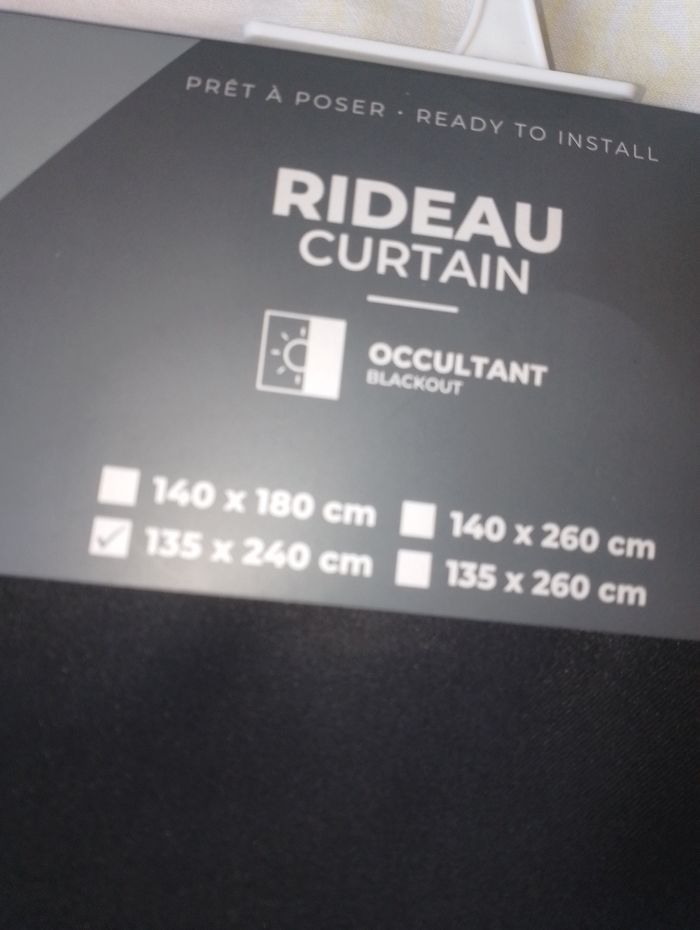 PRÊT À POSER · READY TO INSTALL
RIDEAU
CURTAIN
OCCULTANT
BLACKOUT
140 x 180 cm
140 x 260 cm
135 x 240 cm
135 x 260 cm